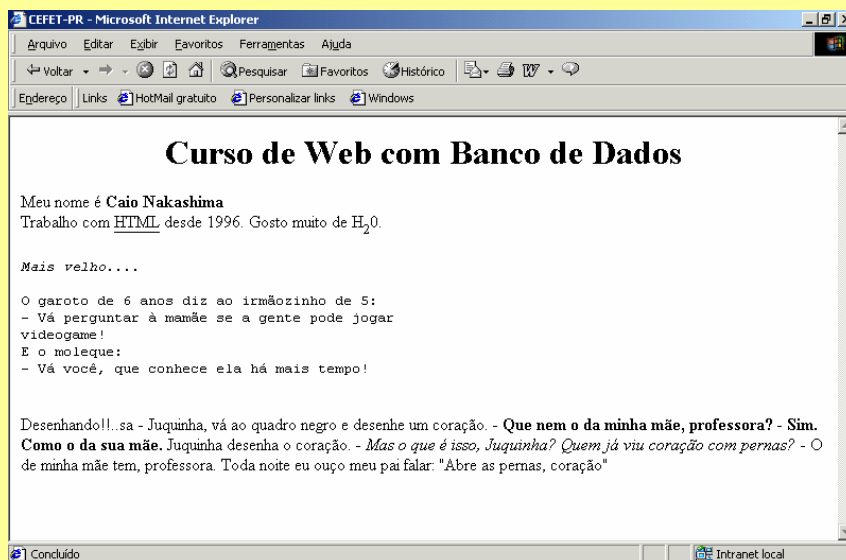 CEFET-PR - Microsoft Internet Explorer
Arquivo Editar Exibir Favoritos Ferramentas Ajuda
Voltar Pesquisar Favoritos Histórico
Endereço Links HotMail gratuito Personalizar links Windows
Curso de Web com Banco de Dados
Meu nome é Caio Nakashima
Trabalho com HTML desde 1996. Gosto muito de H20.
Mais velho....
O garoto de 6 anos diz ao irmãozinho de 5:
- Vá perguntar à mamãe se a gente pode jogar
videogame!
E o moleque:
- Vá você, que conhece ela há mais tempo!
Desenhando!!..sa - Juquinha, vá ao quadro negro e desenhe um coração. - Que nem o da minha mãe, professora? - Sim.
Como o da sua mãe. Juquinha desenha o coração. - Mas o que é isso, Juquinha? Quem já viu coração com pernas? - O
de minha mãe tem, professora. Toda noite eu ouço meu pai falar: "Abre as pernas, coração"
Concluído Intranet local